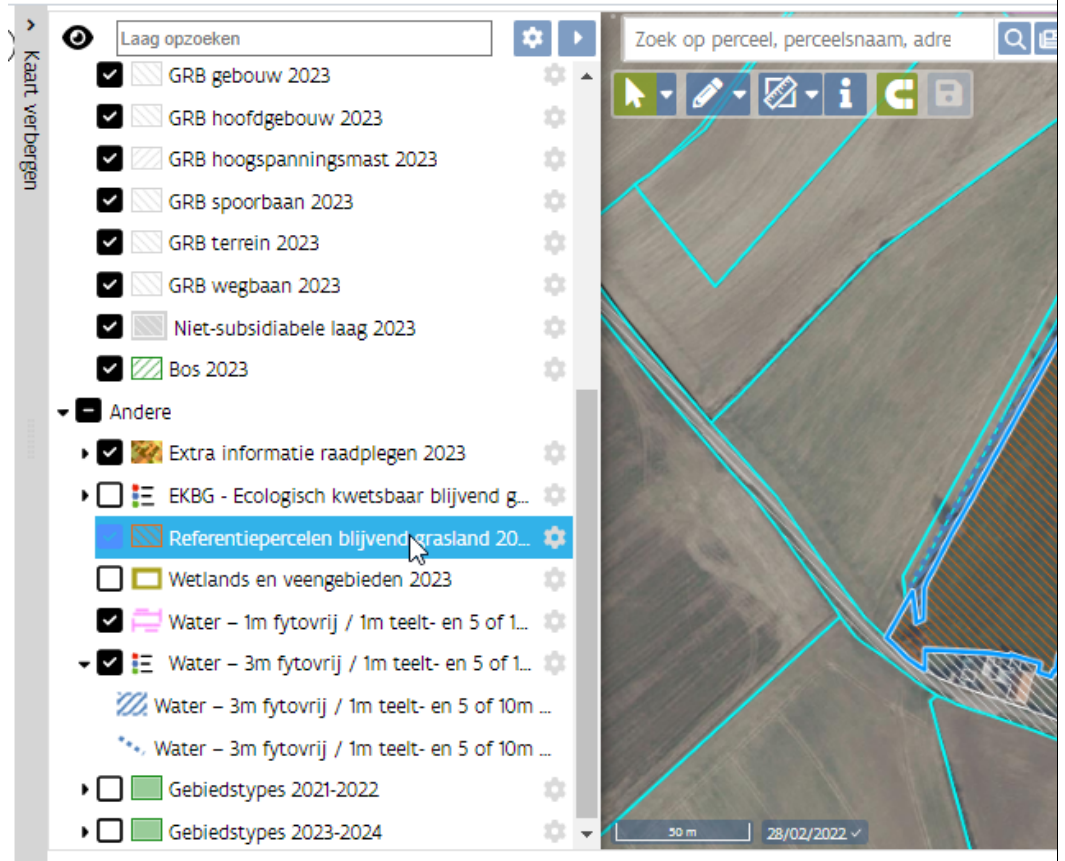 Kaart verbergen
Laag opzoeken
GRB gebouw 2023
GRB hoofdgebouw 2023
GRB hoogspanningsmast 2023
GRB spoorbaan 2023
GRB terrein 2023
GRB wegbaan 2023
Niet-subsidiabele laag 2023
Bos 2023
Andere
Extra informatie raadplegen 2023
EKBG - Ecologisch kwetsbaar blijvend g...
Referentiepercelen blijvend grasland 20...
Wetlands en veengebieden 2023
Water – 1m fytovrij / 1m teelt- en 5 of 1...
Water – 3m fytovrij / 1m teelt- en 5 of 1...
Water – 3m fytovrij / 1m teelt- en 5 of 10m ...
Water – 3m fytovrij / 1m teelt- en 5 of 10m ...
Gebiedstypes 2021-2022
Gebiedstypes 2023-2024
Zoek op perceel, perceelsnaam, adre
50 m
28/02/2022